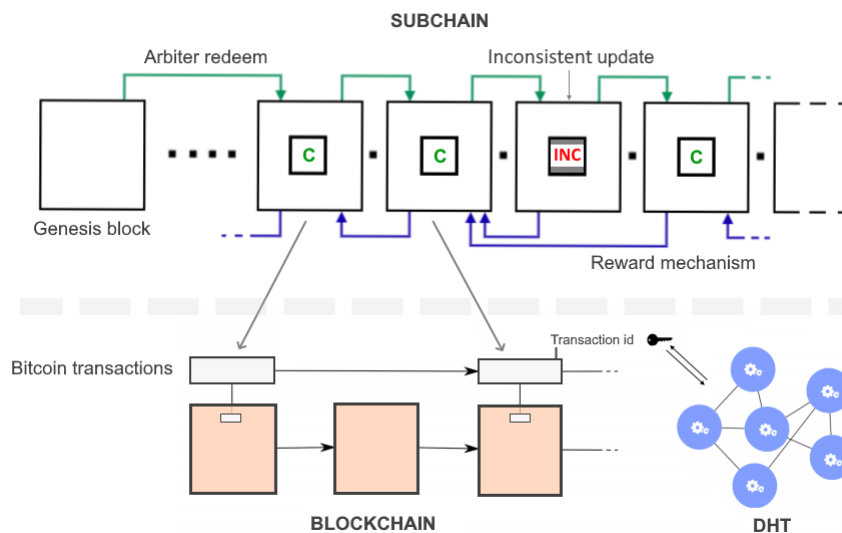 SUBCHAIN
Arbiter redeem
Inconsistent update
C
C
INC
C
Genesis block
Reward mechanism
Transaction id
Bitcoin transactions
BLOCKCHAIN
DHT